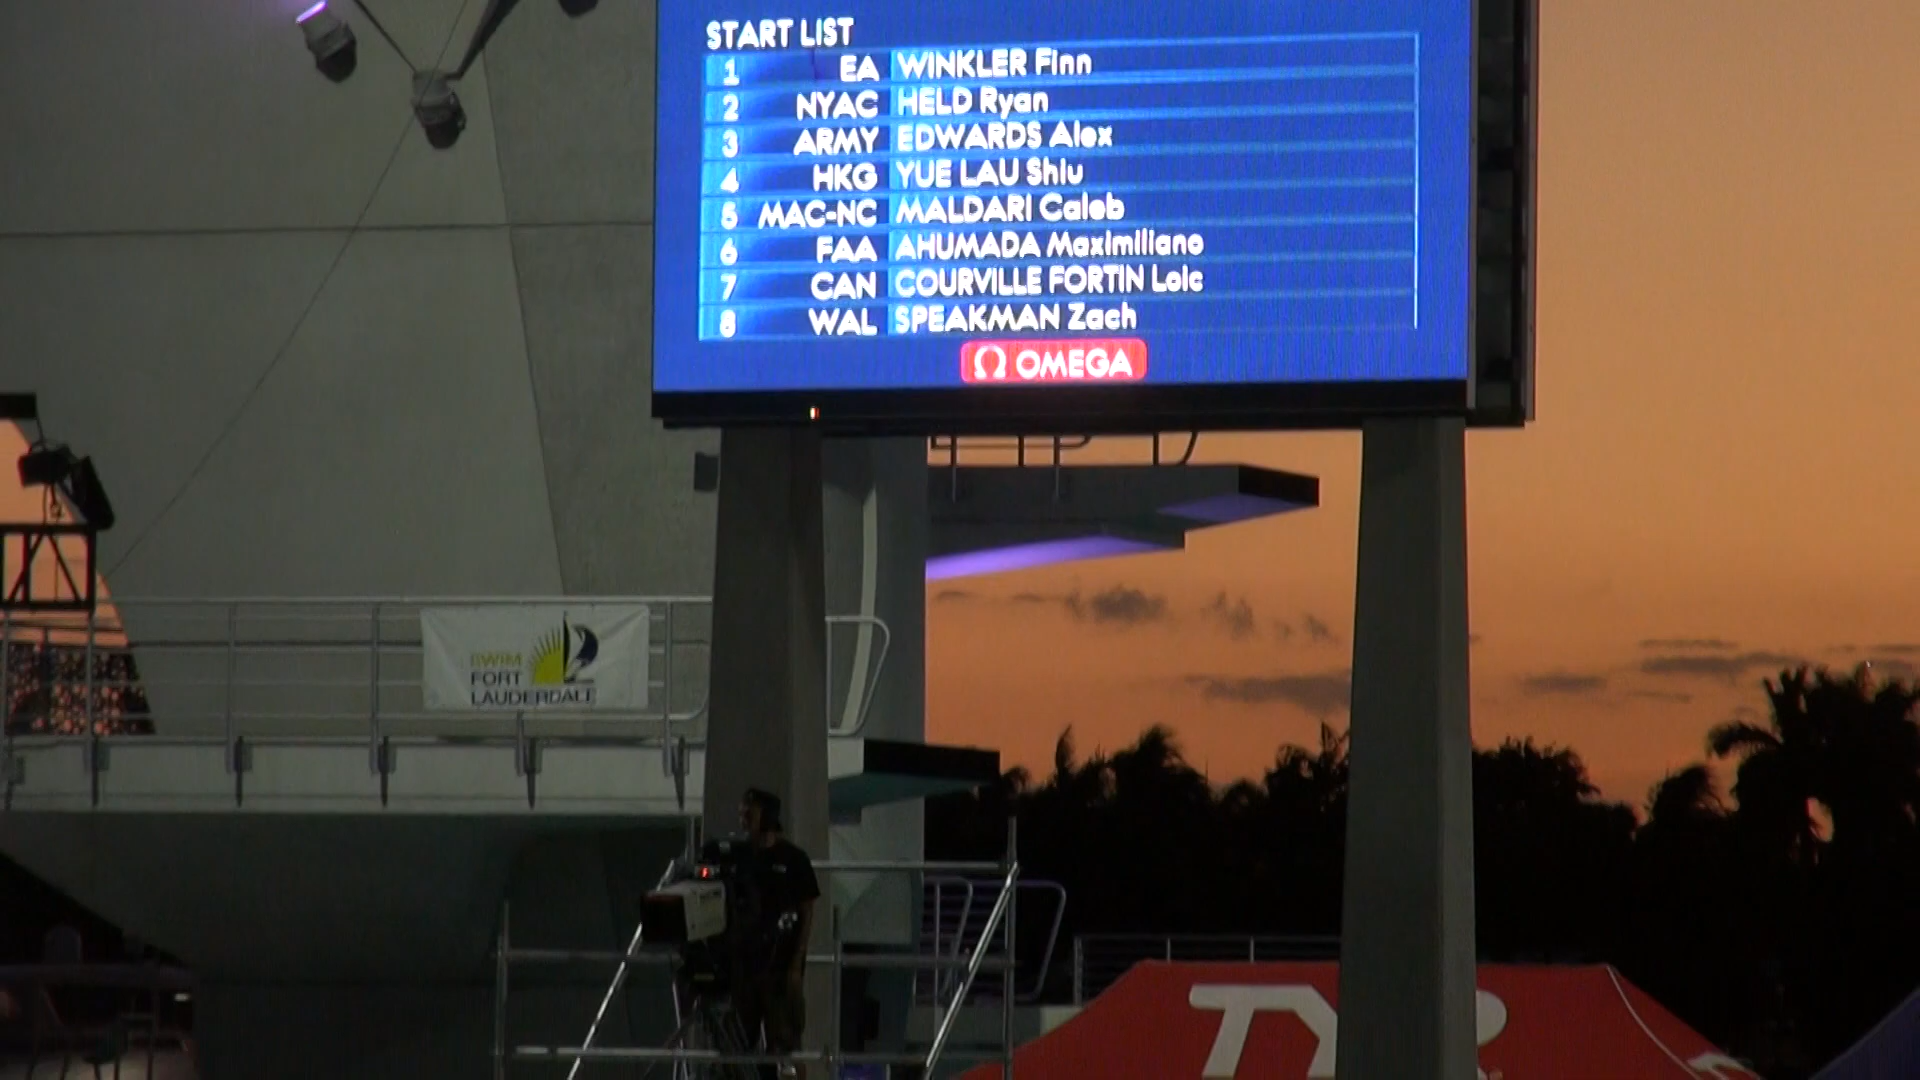 START LIST
1 EA WINKLER Finn
2 NYAC HELD Ryan
3 ARMY EDWARDS Alex
4 HKG YUE LAU Shiu
5 MAC-NC MALDARI Caleb
6 FAA AHUMADA Maximiliano
7 CAN COURVILLE FORTIN Loic
8 WAL SPEAKMAN Zach
Ω OMEGA
SWIM
FORT
LAUDERDALE
TYR